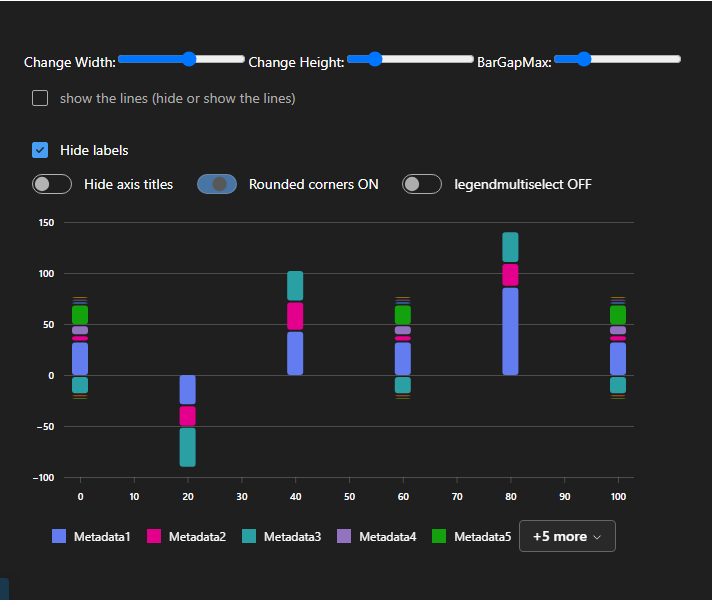 Change Width: Change Height: BarGapMax:
show the lines (hide or show the lines)
Hide labels
Hide axis titles Rounded corners ON legendmultiselect OFF
150
100
50
0
−50
−100
0 10 20 30 40 50 60 70 80 90 100
Metadata1 Metadata2 Metadata3 Metadata4 Metadata5 +5 more